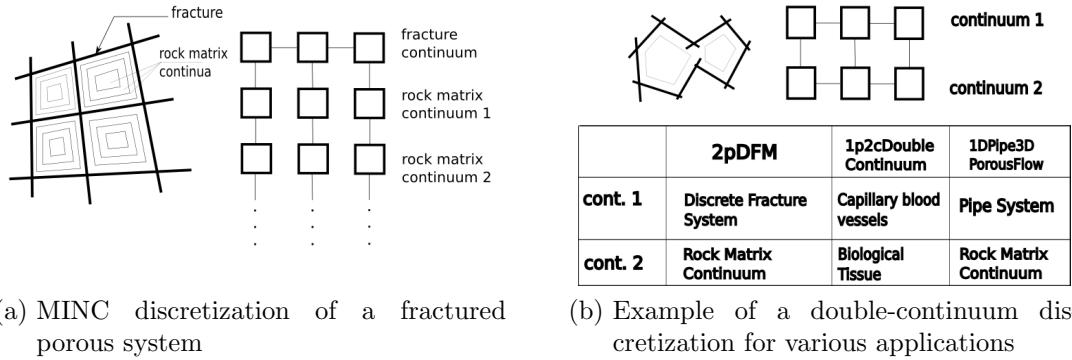 fracture
rock matrix
continua
fracture
continuum
rock matrix
continuum 1
rock matrix
continuum 2
(a) MINC discretization of a fractured
porous system
continuum 1
continuum 2
2pDFM
1p2cDouble
Continuum
1DPipe3D
PorousFlow
cont. 1
Discrete Fracture
System
Capillary blood
vessels
Pipe System
cont. 2
Rock Matrix
Continuum
Biological
Tissue
Rock Matrix
Continuum
(b) Example of a double-continuum dis
cretization for various applications